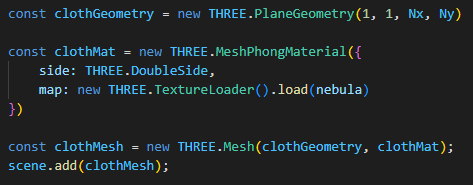 const clothGeometry = new THREE.PlaneGeometry(1, 1, Nx, Ny)
const clothMat = new THREE.MeshPhongMaterial({
    side: THREE.DoubleSide,
    map: new THREE.TextureLoader().load(nebula)
})
const clothMesh = new THREE.Mesh(clothGeometry, clothMat);
scene.add(clothMesh);